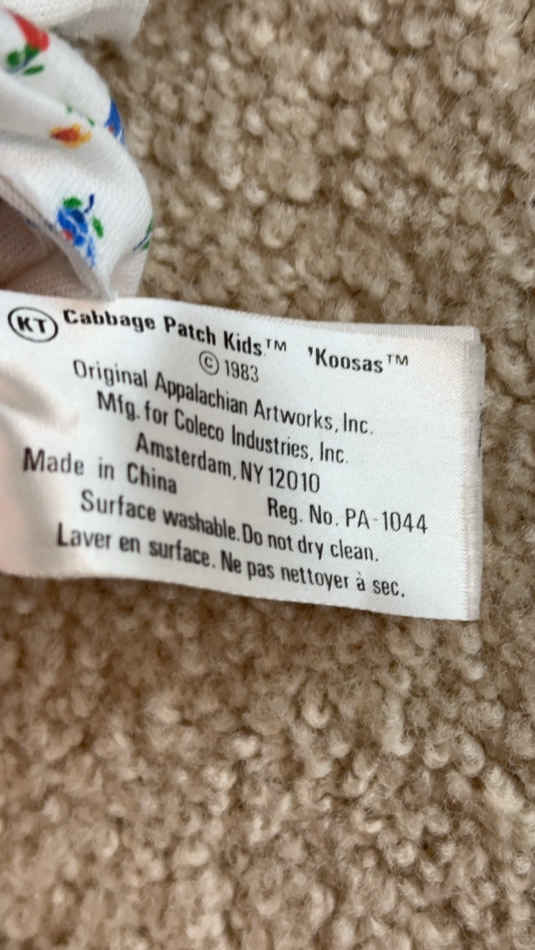 KT Cabbage Patch Kids™ 'Koosas™
© 1983
Original Appalachian Artworks, Inc.
Mfg. for Coleco Industries, Inc.
Amsterdam, NY 12010
Made in China Reg. No. PA-1044
Surface washable. Do not dry clean.
Laver en surface. Ne pas nettoyer à sec.